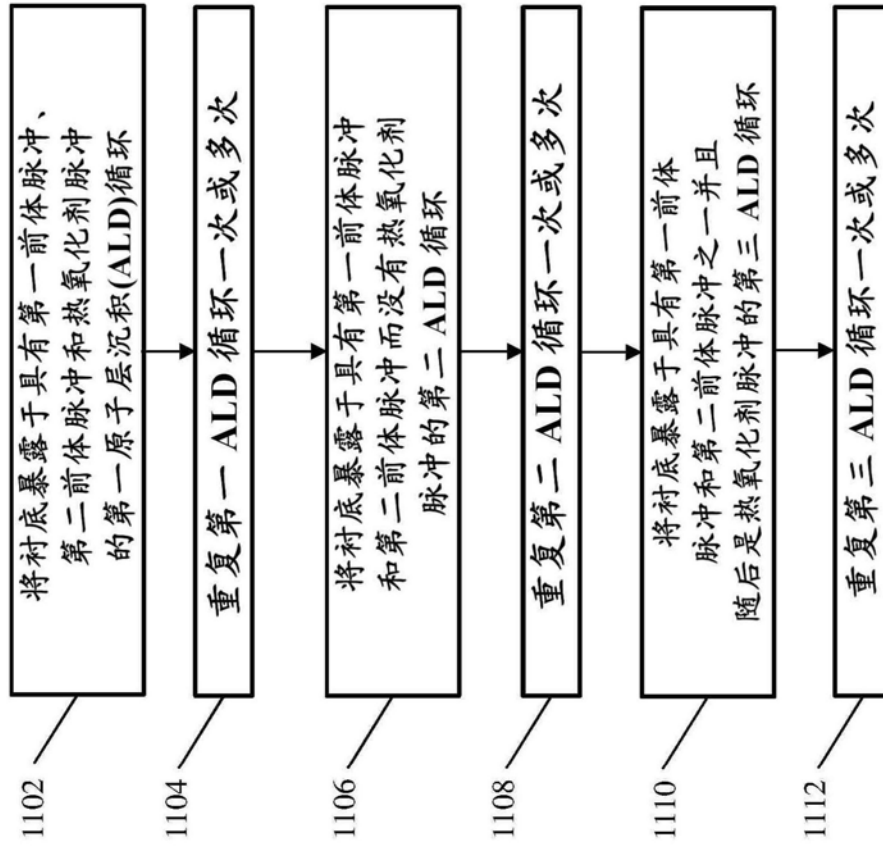 1102
将衬底暴露于具有第一前体脉冲、
第二前体脉冲和热氧化剂脉冲
的第一原子层沉积(ALD)循环
1104
重复第一 ALD 循环一次或多次
1106
将衬底暴露于具有第一前体脉冲
和第二前体脉冲而没有热氧化剂
脉冲的第二 ALD 循环
1108
重复第二 ALD 循环一次或多次
1110
将衬底暴露于具有第一前体
脉冲和第二前体脉冲之一并且
随后是热氧化剂脉冲的第三 ALD 循环
1112
重复第三 ALD 循环一次或多次